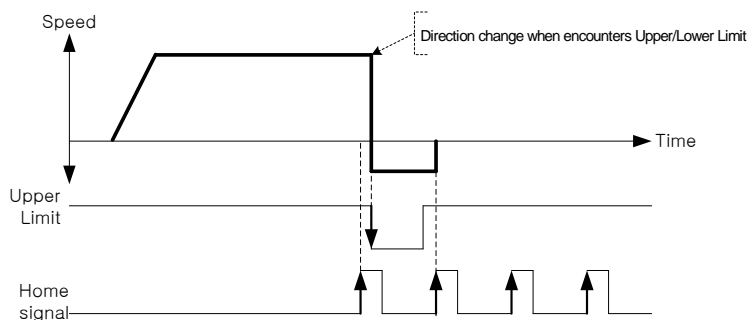 Speed
Direction change when encounters Upper/Lower Limit
Time
Upper
Limit
Home
signal